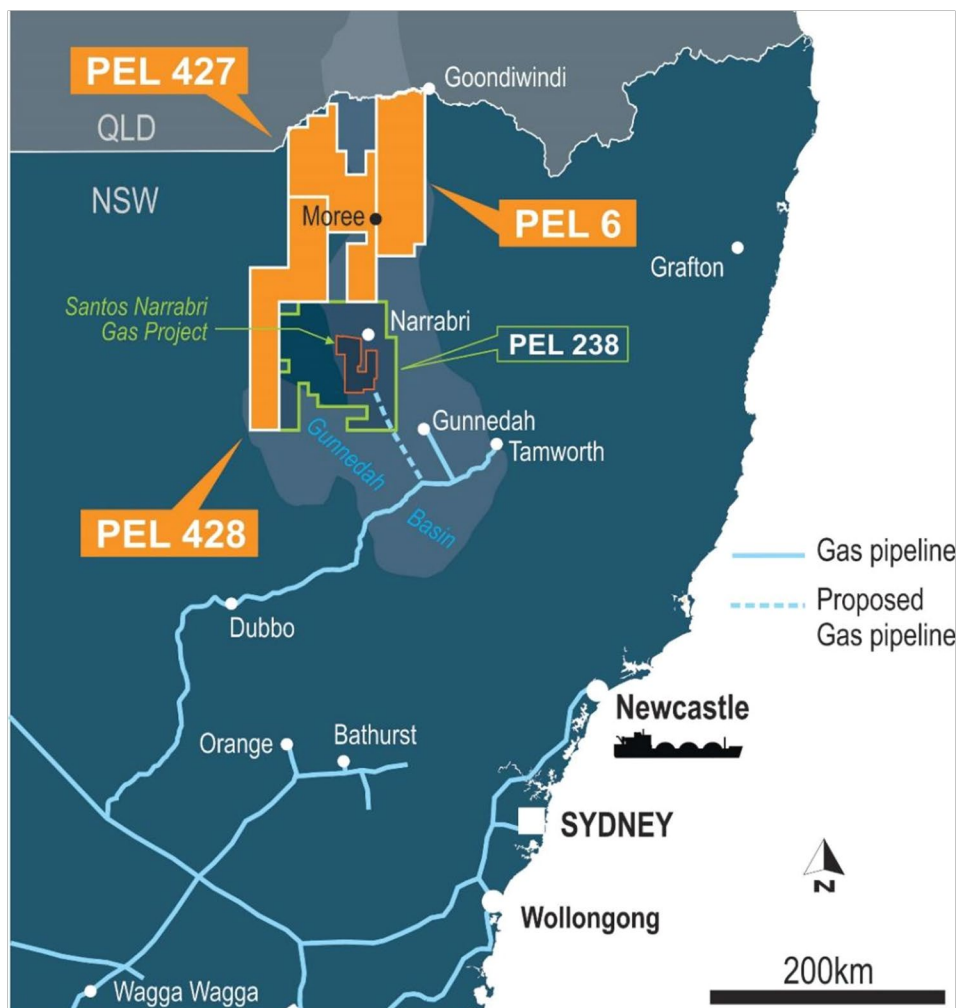 PEL 427
Goondiwindi
QLD
NSW
Moree
PEL 6
Grafton
Santos Narrabri
Gas Project
Narrabri
PEL 238
Gunnedah
Tamworth
Gunnedah
Basin
PEL 428
Gas pipeline
Proposed
Gas pipeline
Dubbo
Newcastle
Orange
Bathurst
SYDNEY
N
Wollongong
200km
Wagga Wagga